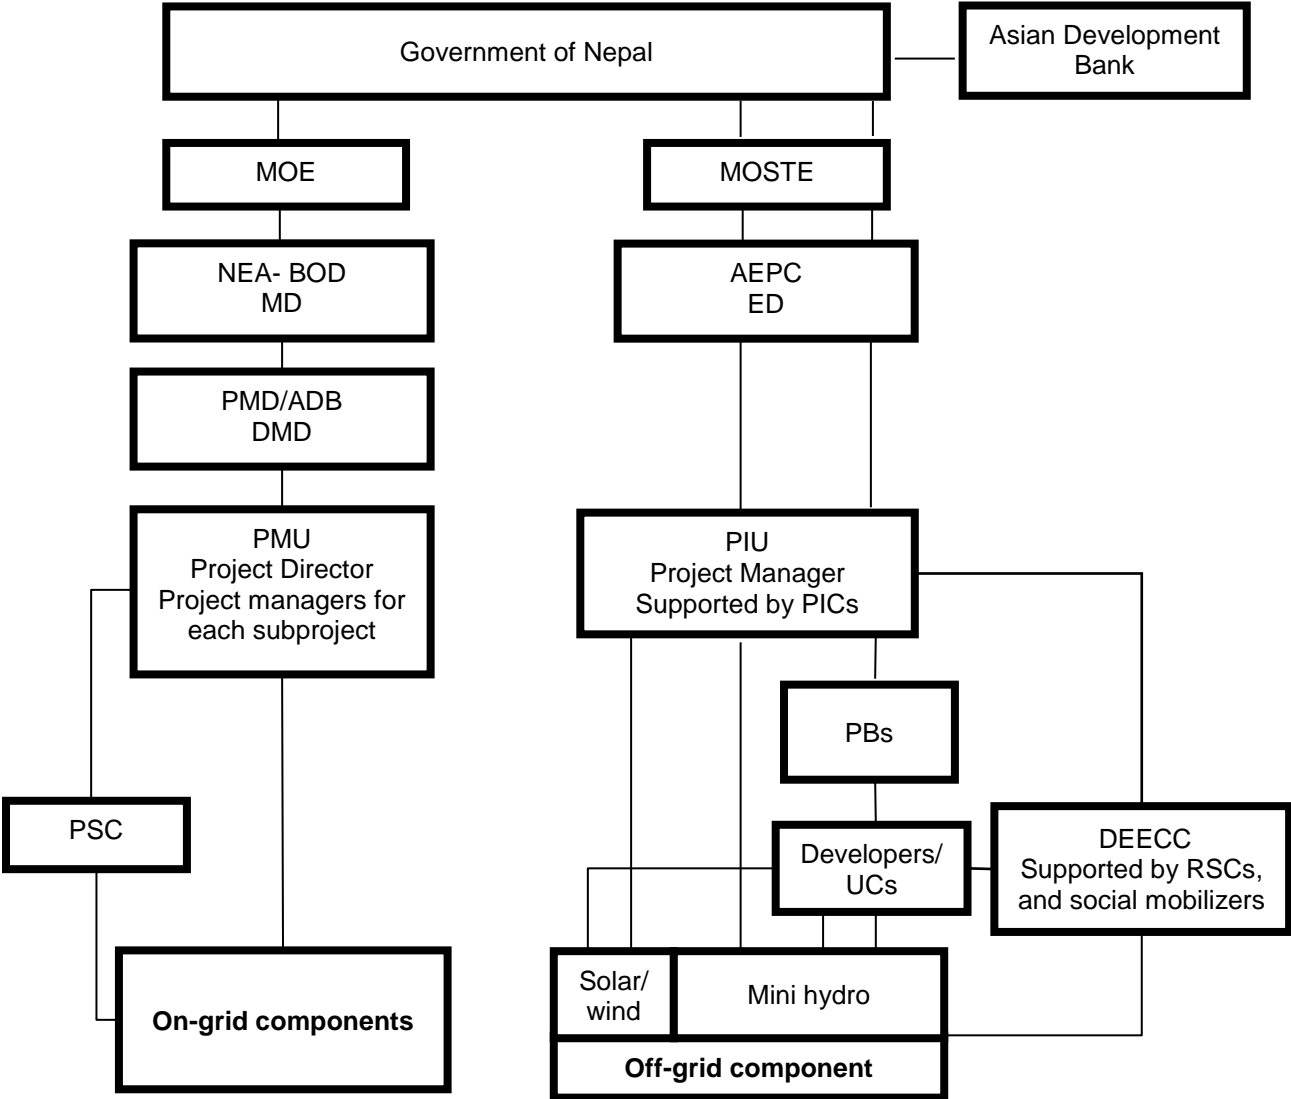 Government of Nepal
Asian Development
Bank
MOE
MOSTE
NEA- BOD
MD
AEPC
ED
PMD/ADB
DMD
PMU
Project Director
Project managers for
each subproject
PIU
Project Manager
Supported by PICs
PBs
PSC
Developers/
UCs
DEECC
Supported by RSCs,
and social mobilizers
On-grid components
Solar/
wind
Mini hydro
Off-grid component